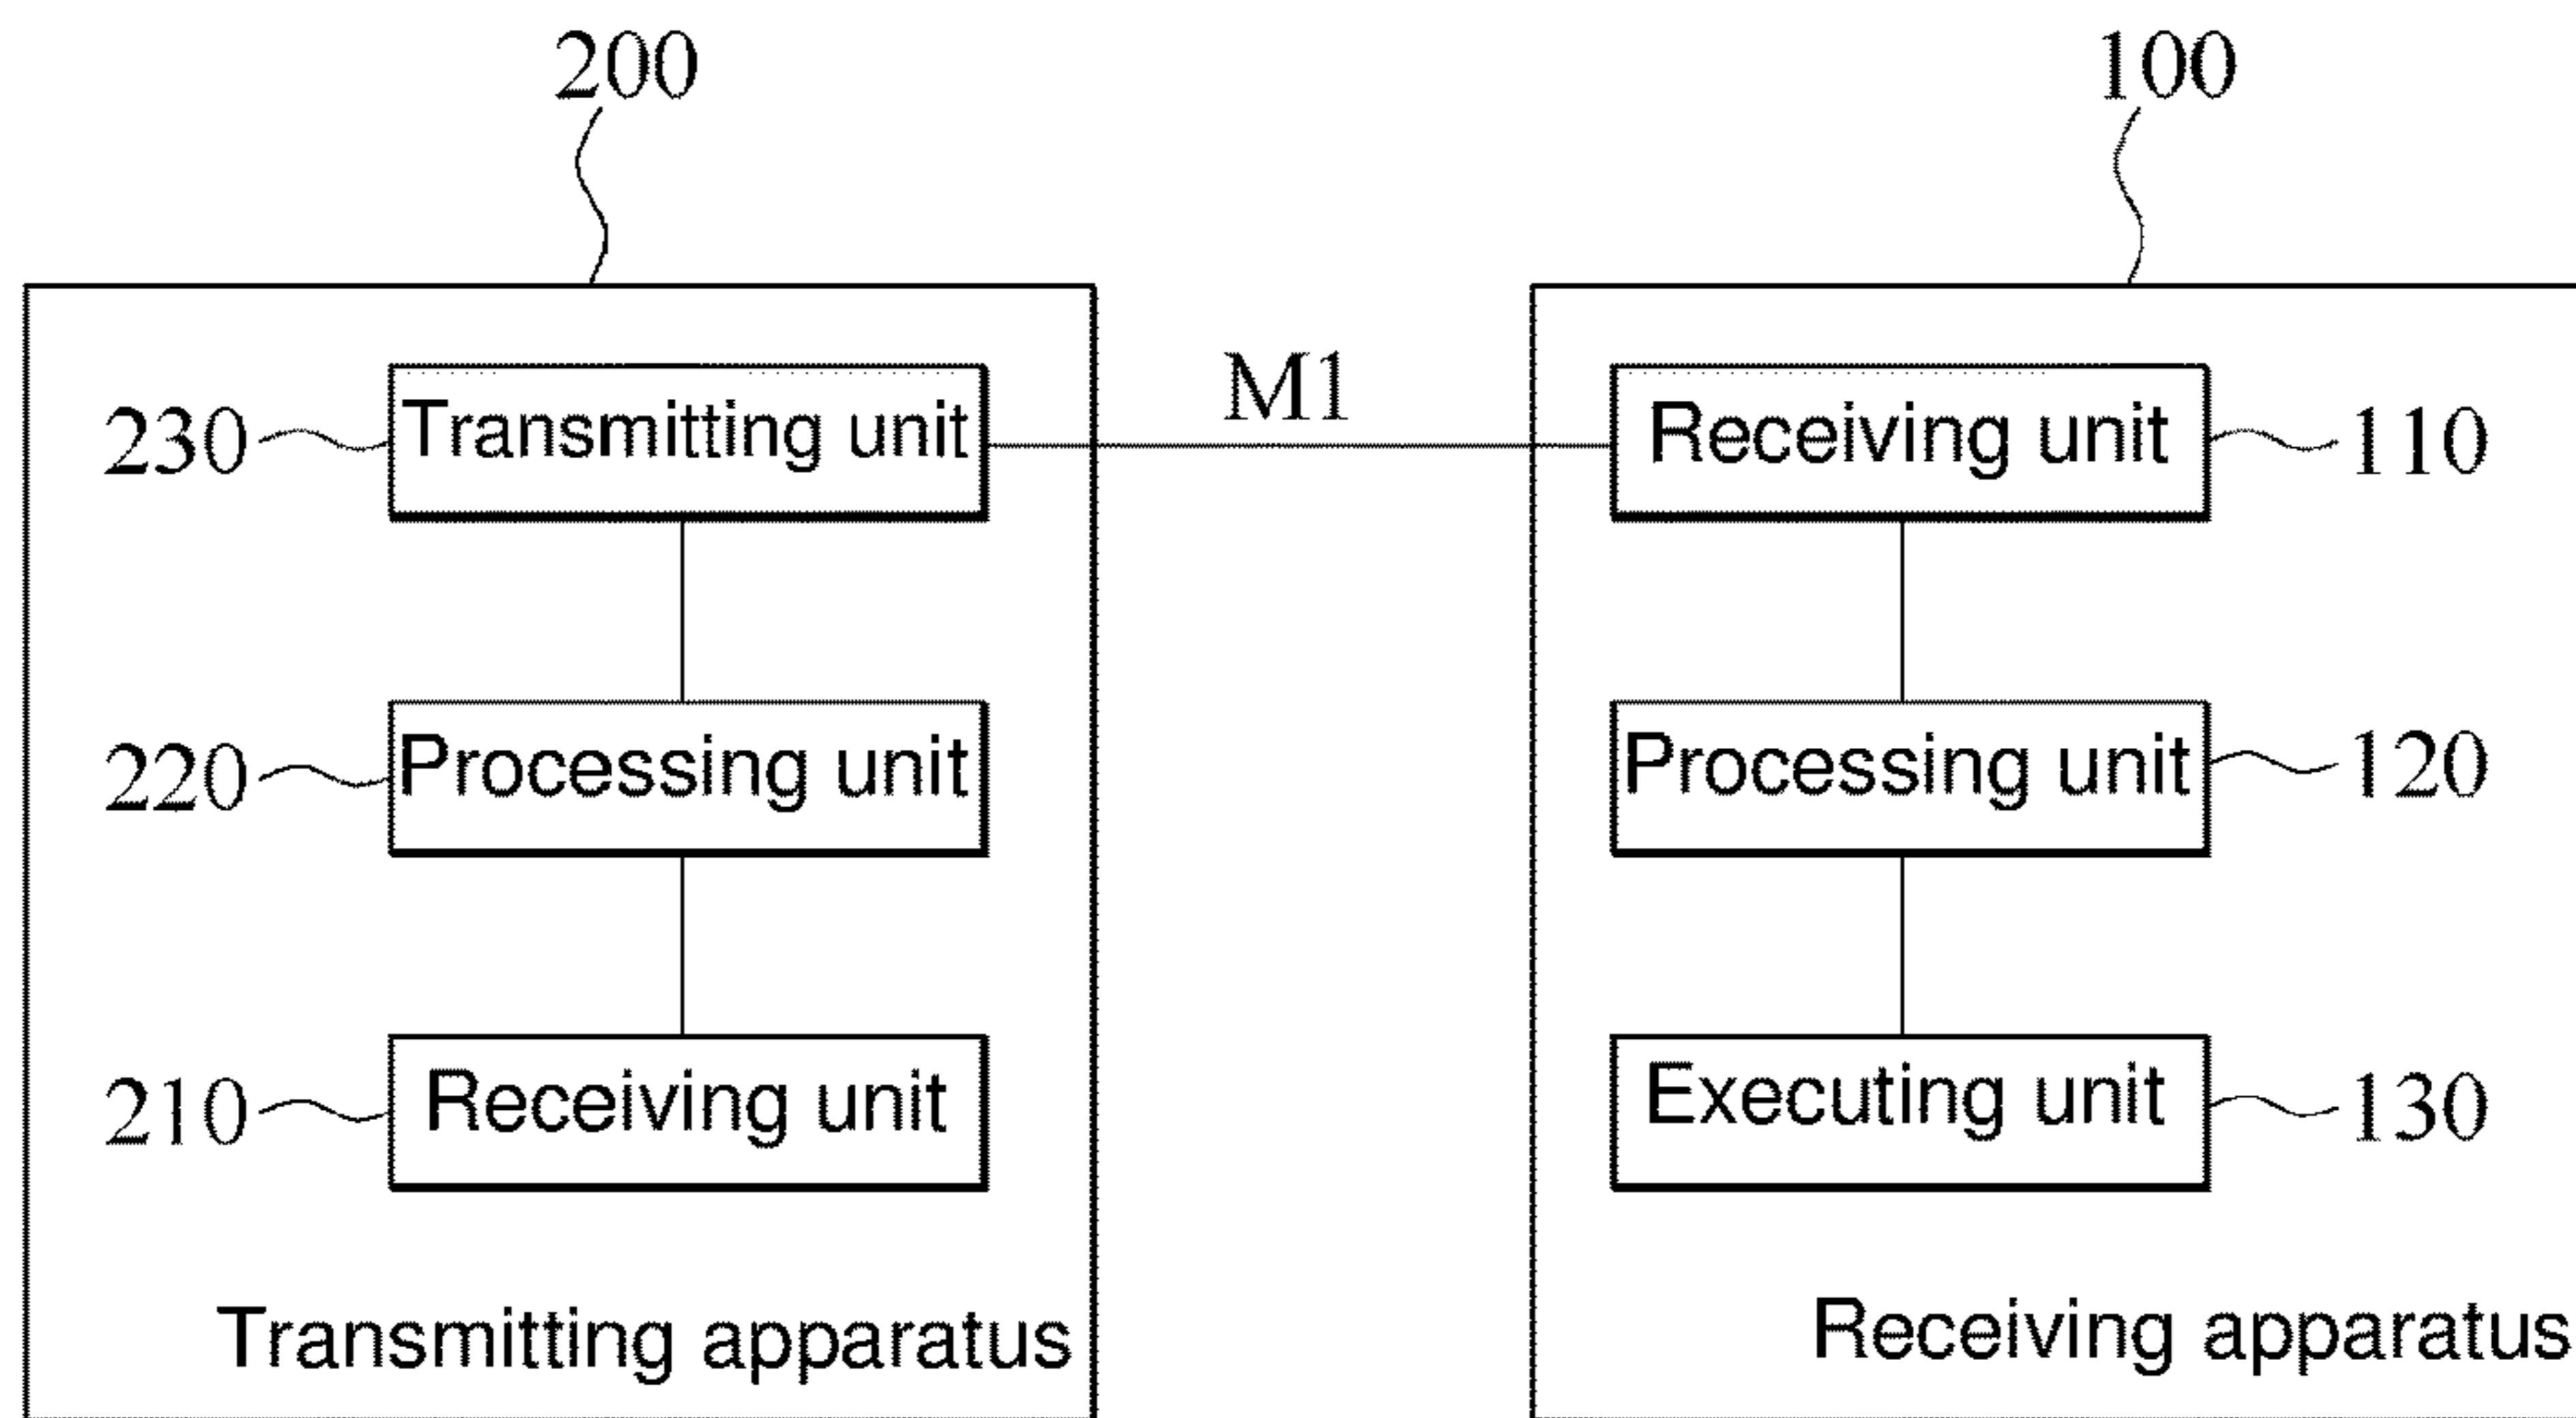 200
100
230
Transmitting unit
M1
Receiving unit
110
220
Processing unit
Processing unit
120
210
Receiving unit
Executing unit
130
Transmitting apparatus
Receiving apparatus